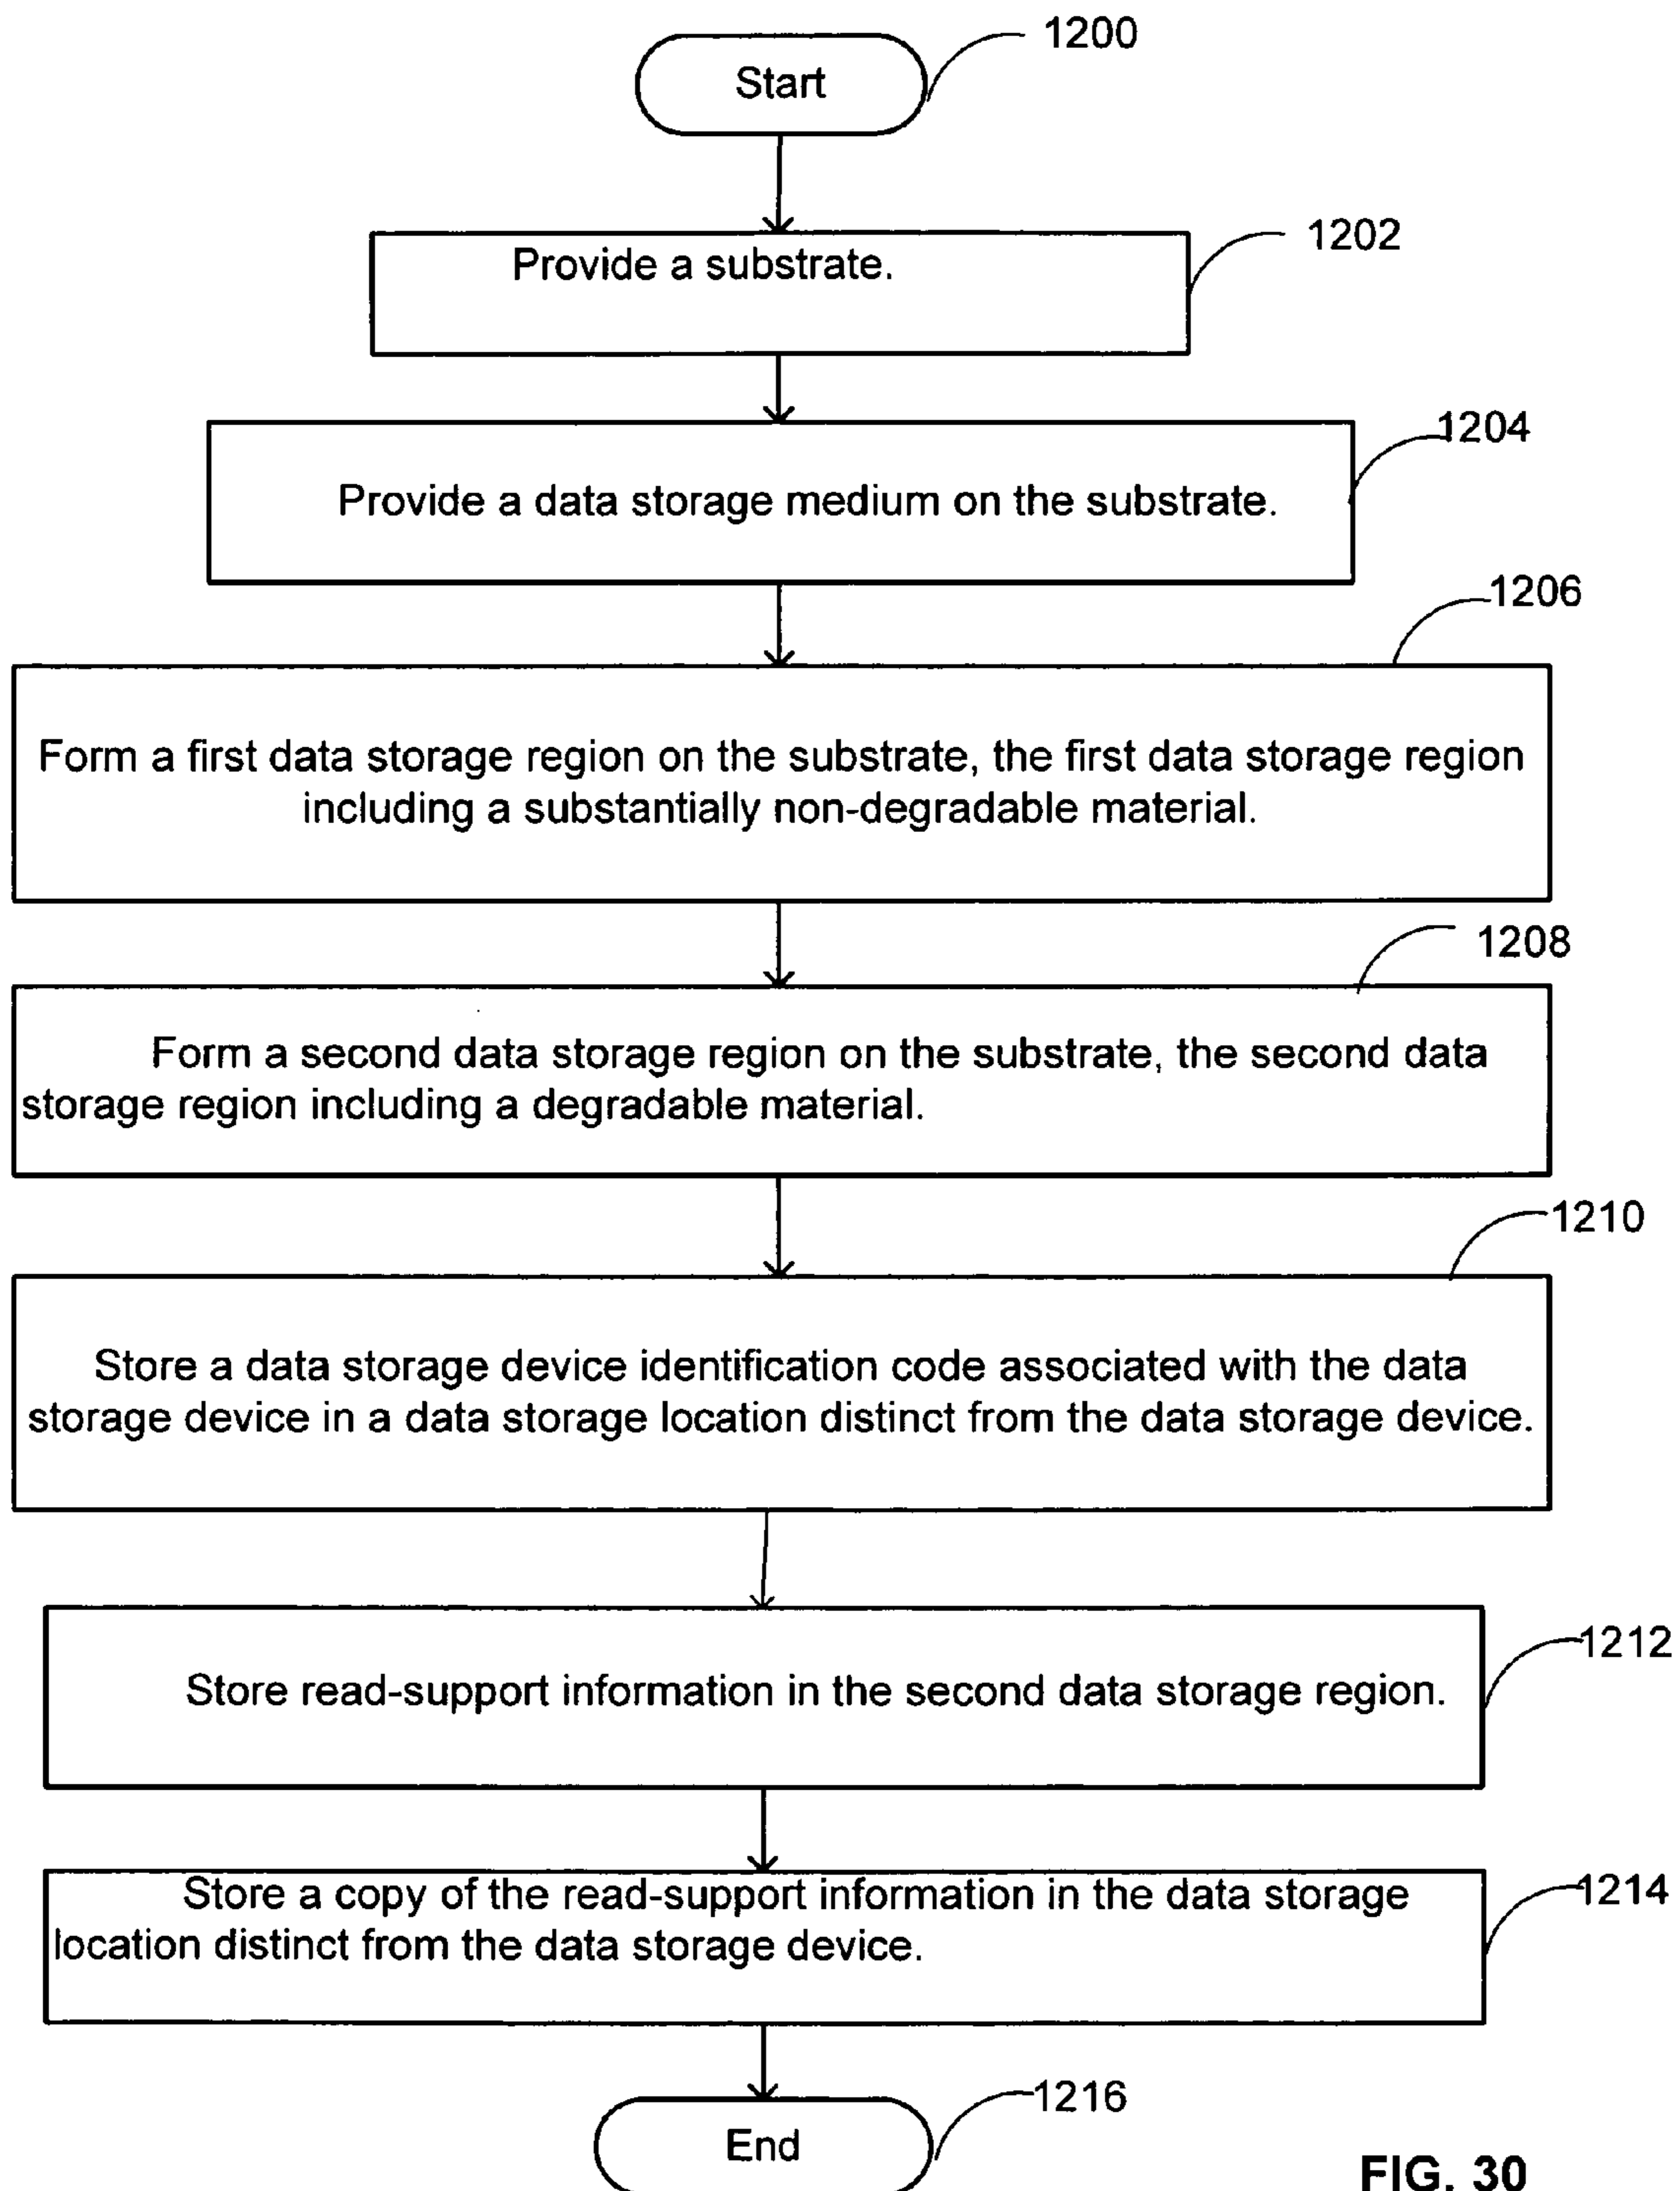 1200
Start
1202
Provide a substrate.
1204
Provide a data storage medium on the substrate.
1206
Form a first data storage region on the substrate, the first data storage region
including a substantially non-degradable material.
1208
Form a second data storage region on the substrate, the second data
storage region including a degradable material.
1210
Store a data storage device identification code associated with the data
storage device in a data storage location distinct from the data storage device.
1212
Store read-support information in the second data storage region.
1214
Store a copy of the read-support information in the data storage
location distinct from the data storage device.
1216
End
FIG. 30